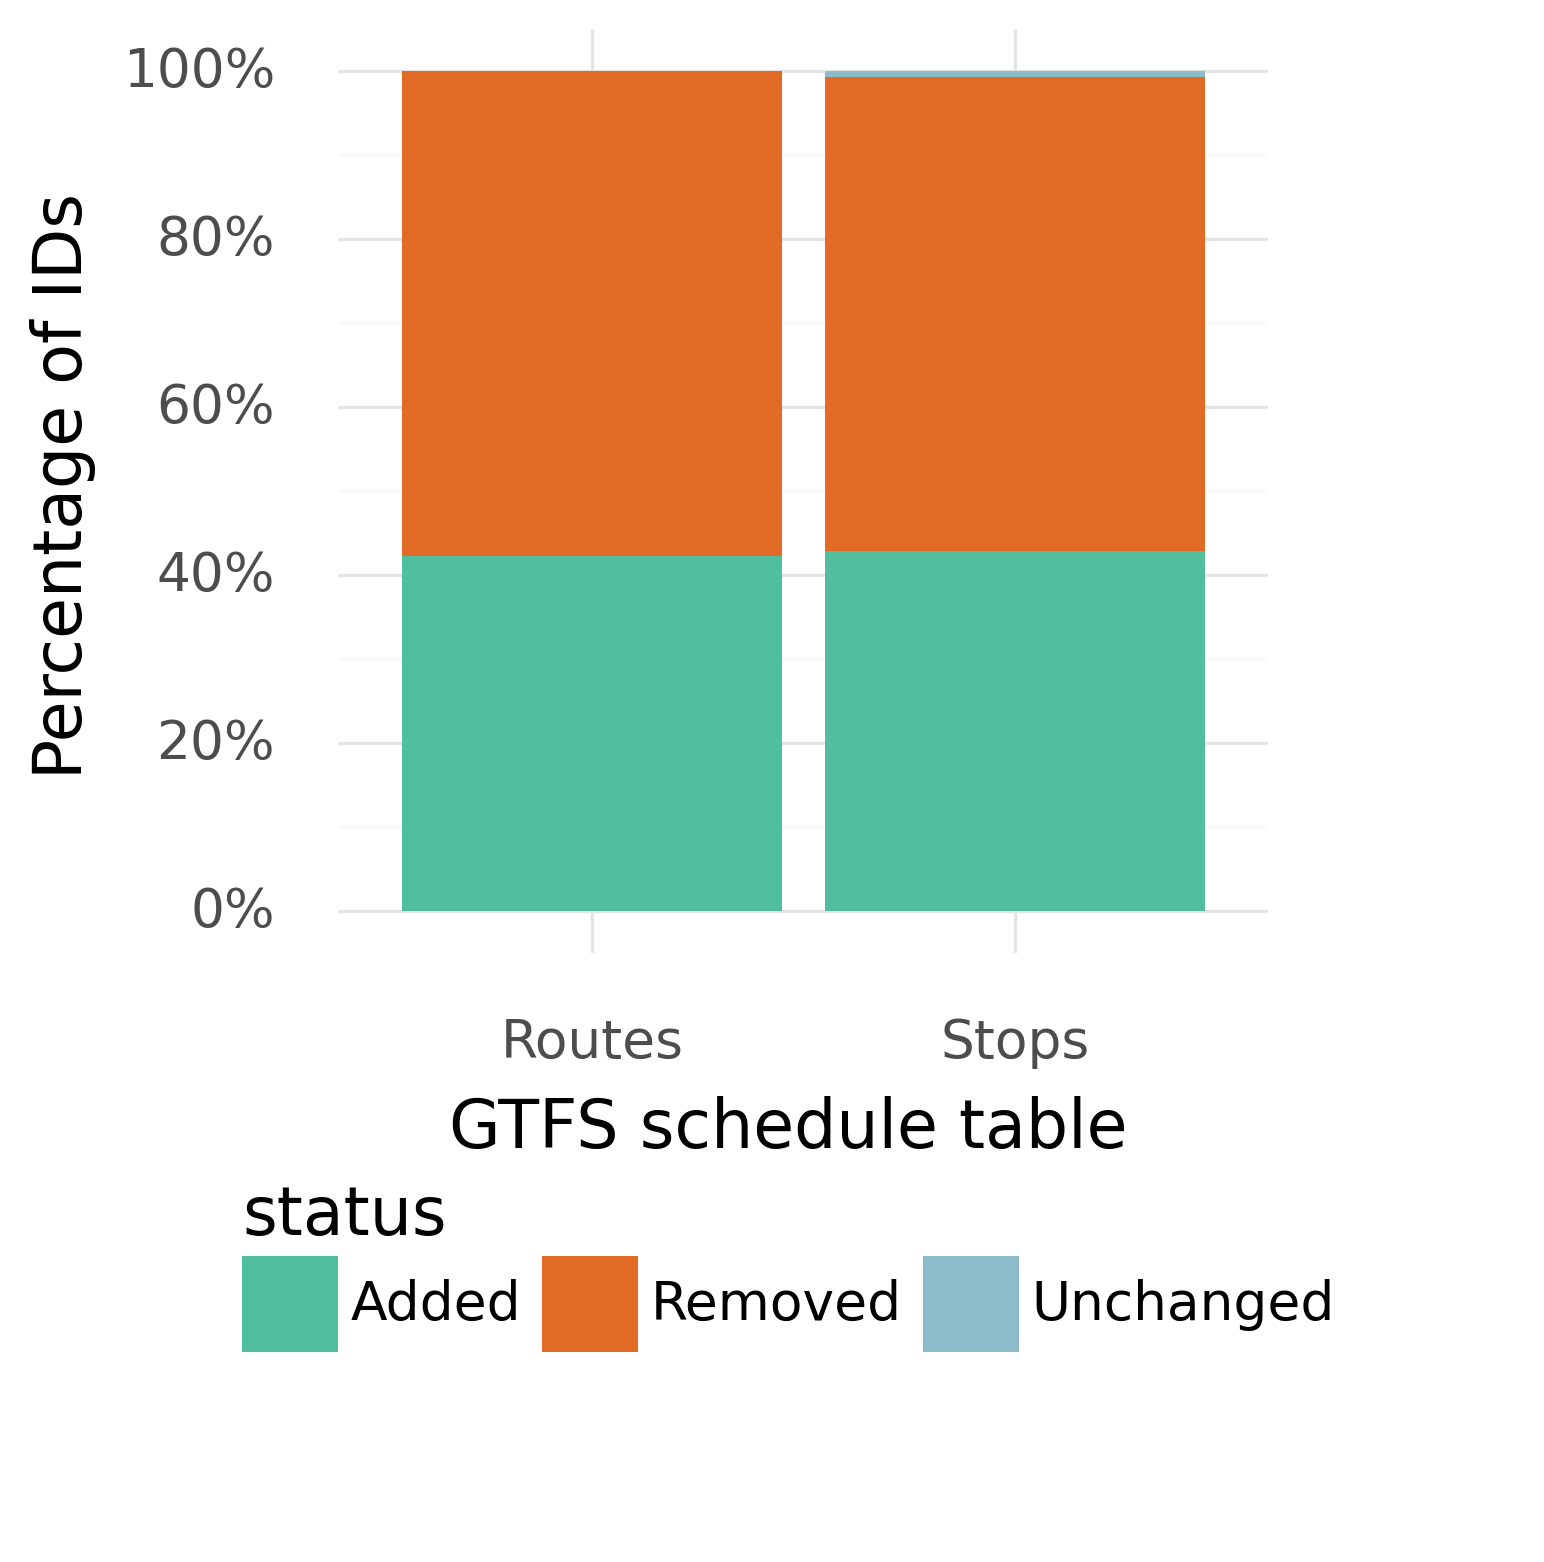 Percentage of IDs
100%
80%
60%
40%
20%
0%
Routes Stops
GTFS schedule table
status
Added Removed Unchanged